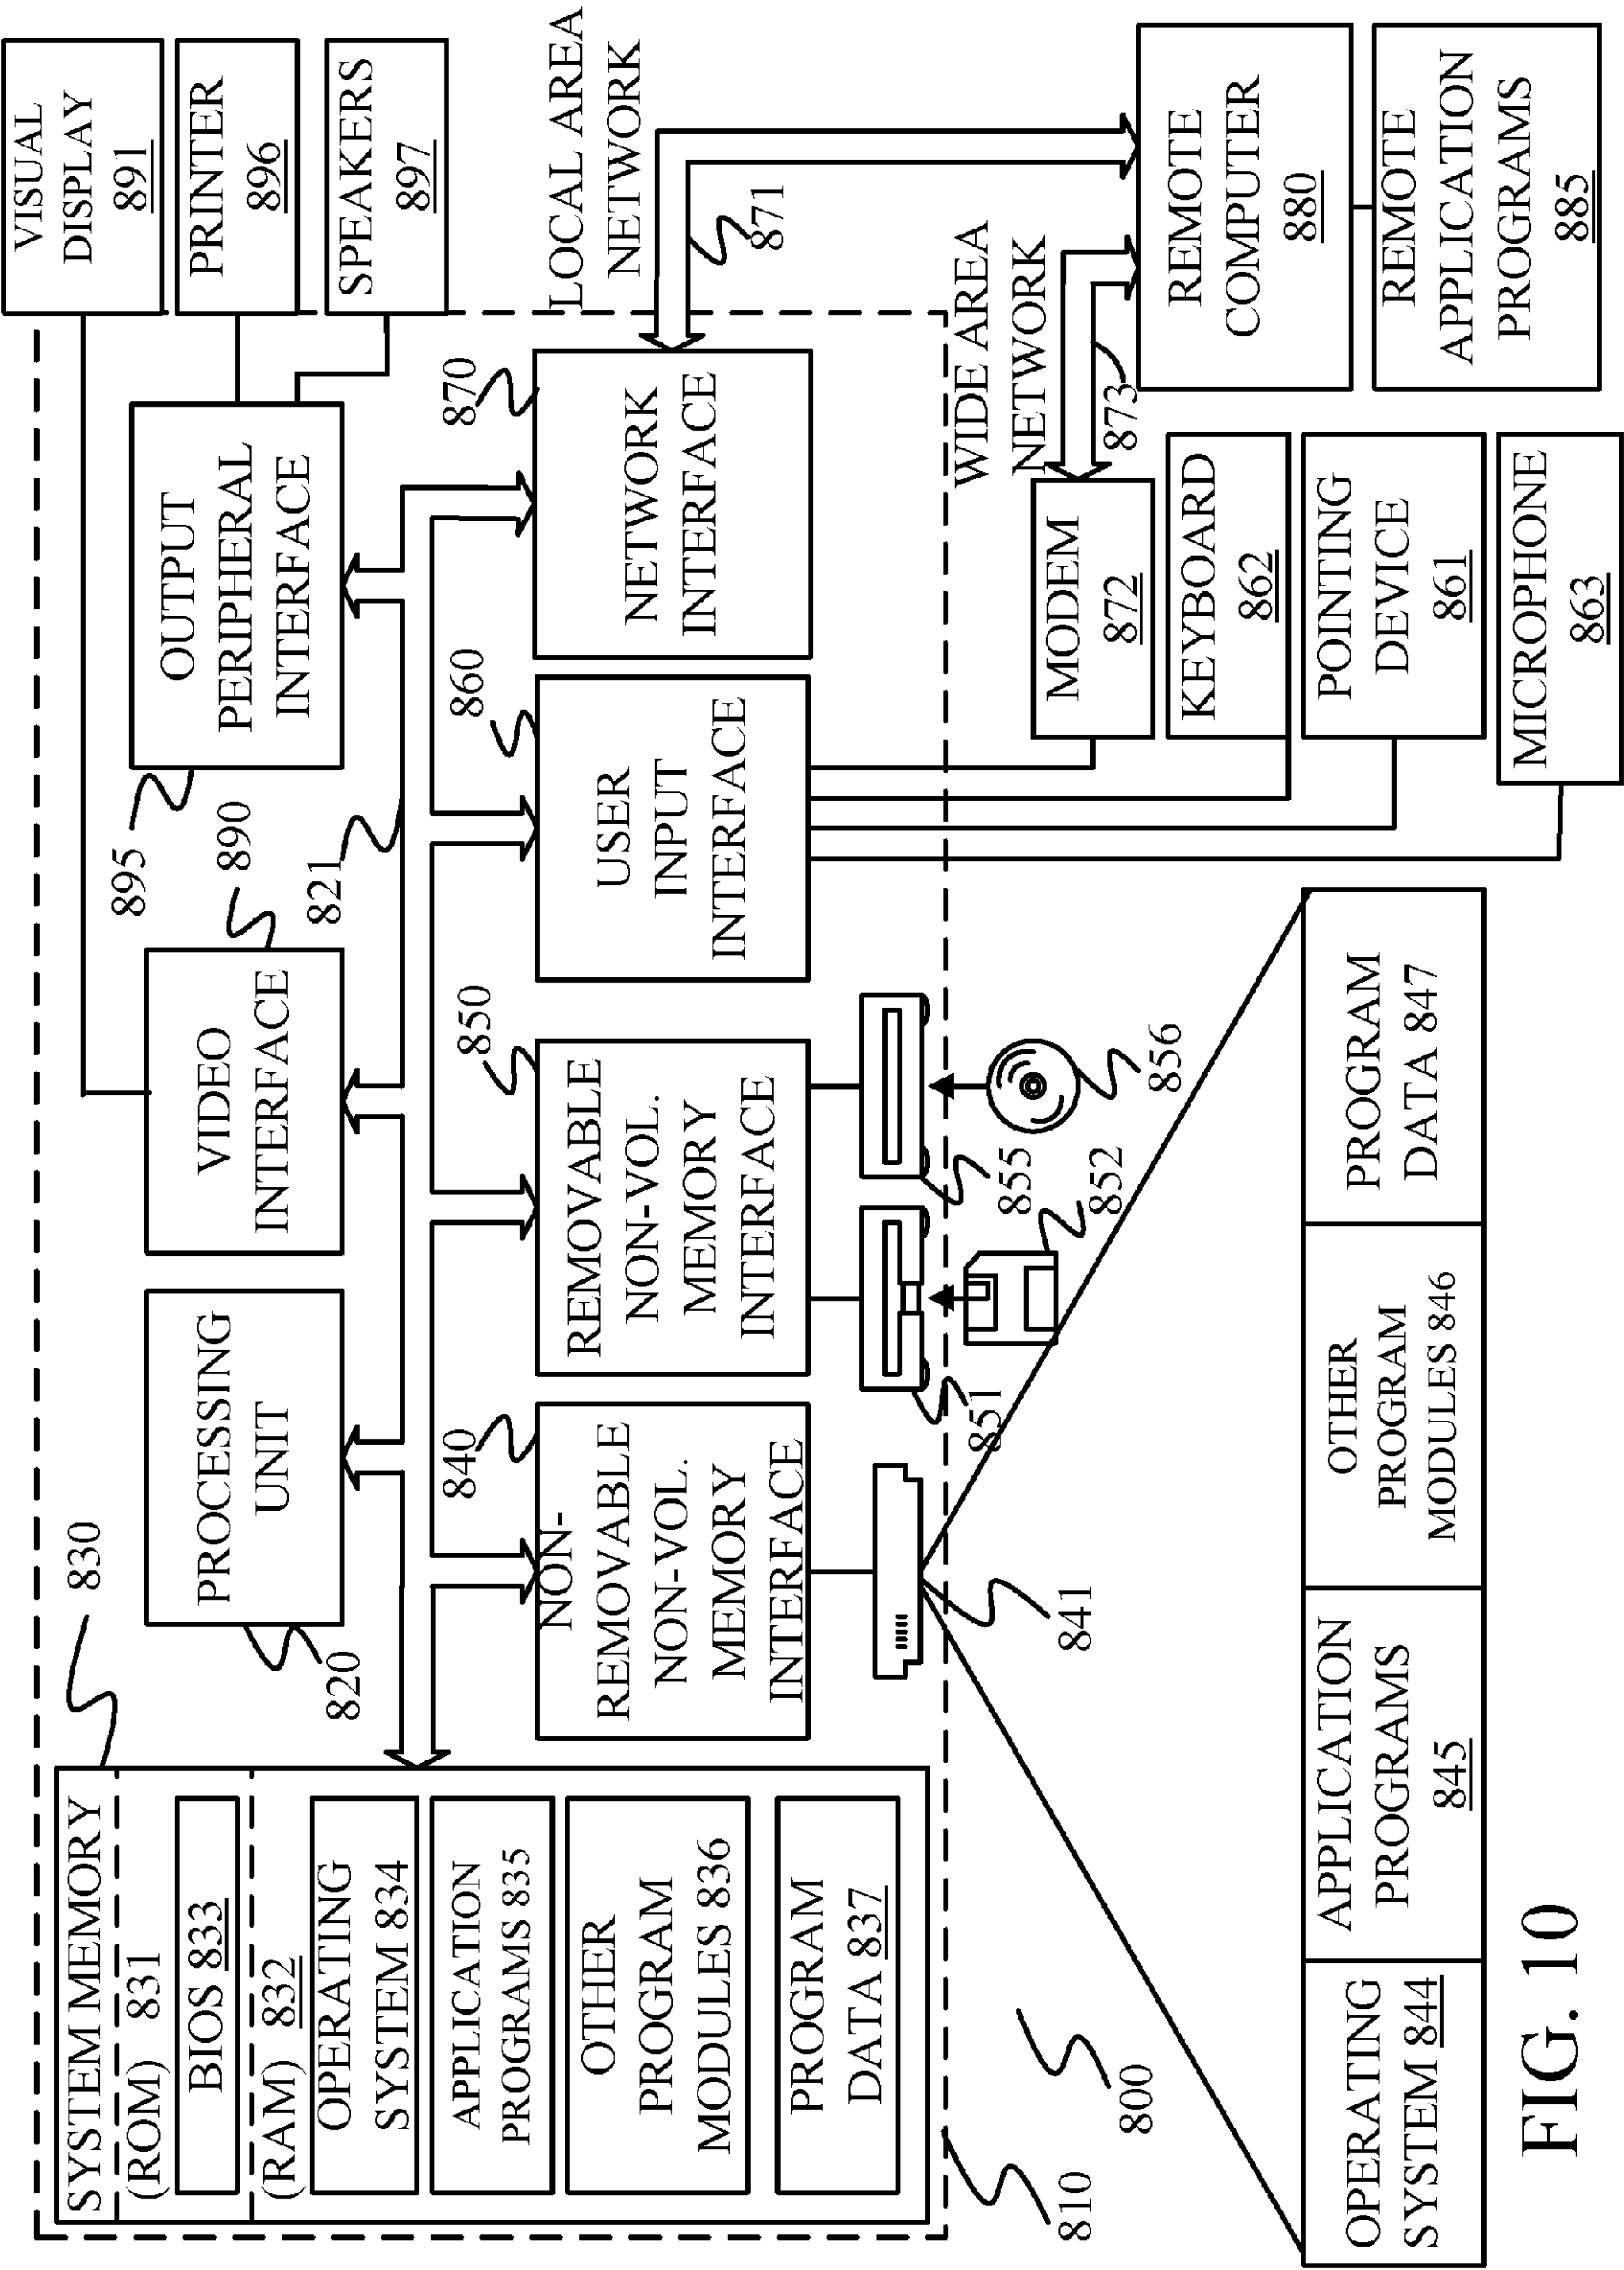 SYSTEM MEMORY
(ROM) 831
BIOS 833
(RAM) 832
OPERATING
SYSTEM 834
APPLICATION
PROGRAMS 835
OTHER
PROGRAM
MODULES 836
PROGRAM
DATA 837
830
PROCESSING
UNIT
820
VIDEO
INTERFACE
890
821
OUTPUT
PERIPHERAL
INTERFACE
895
VISUAL
DISPLAY
891
PRINTER
896
SPEAKERS
897
NON-
REMOVABLE
NON-VOL.
MEMORY
INTERFACE
840
REMOVABLE
NON-VOL.
MEMORY
INTERFACE
850
USER
INPUT
INTERFACE
860
NETWORK
INTERFACE
870
LOCAL AREA
NETWORK
871
WIDE AREA
NETWORK
873
841
851
852
855
856
MODEM
872
KEYBOARD
862
POINTING
DEVICE
861
MICROPHONE
863
REMOTE
COMPUTER
880
REMOTE
APPLICATION
PROGRAMS
885
810
800
OPERATING
SYSTEM 844
APPLICATION
PROGRAMS
845
OTHER
PROGRAM
MODULES 846
PROGRAM
DATA 847
FIG. 10